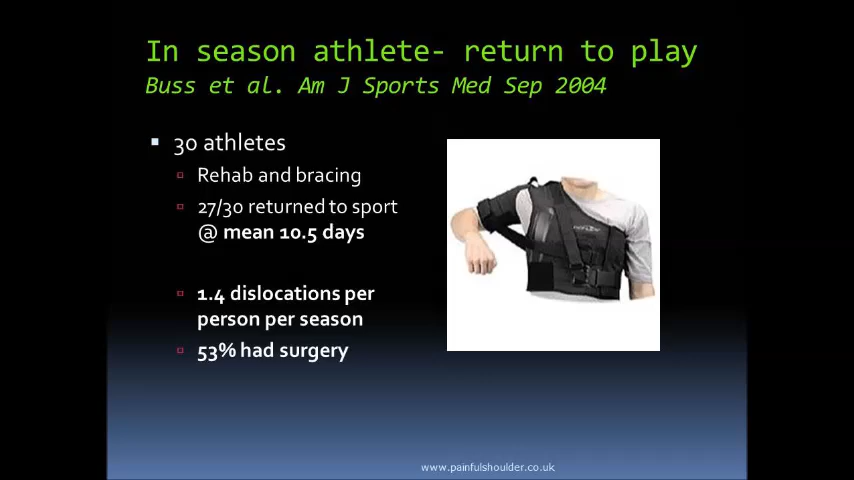 In season athlete- return to play
Buss et al. Am J Sports Med Sep 2004
30 athletes
Rehab and bracing
27/30 returned to sport
@ mean 10.5 days
1.4 dislocations per
person per season
53% had surgery
www.painfulshoulder.co.uk